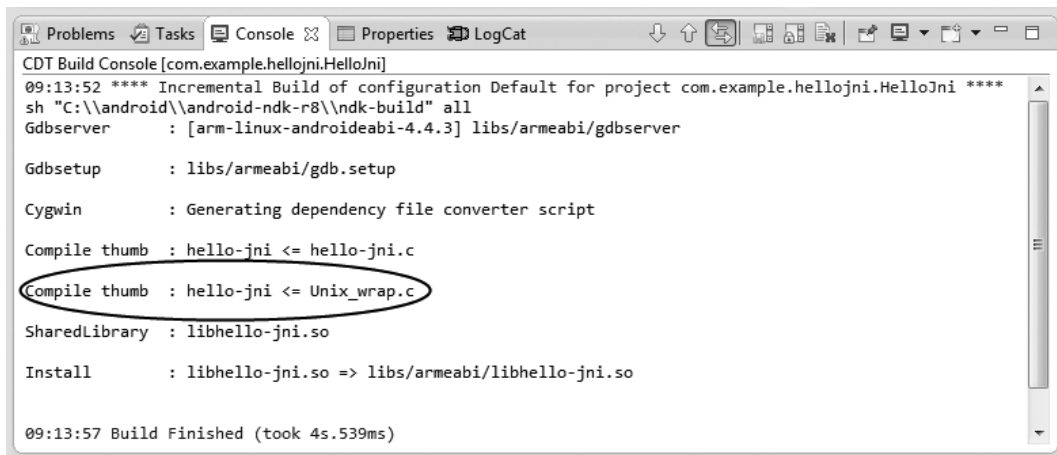 Problems Tasks Console Properties LogCat
CDT Build Console [com.example.hellojni.HelloJni]
09:13:52 **** Incremental Build of configuration Default for project com.example.hellojni.HelloJni ****
sh "C:\\android\\android-ndk-r8\\ndk-build" all
Gdbserver : [arm-linux-androideabi-4.4.3] libs/armeabi/gdbserver
Gdbsetup : libs/armeabi/gdb.setup
Cygwin : Generating dependency file converter script
Compile thumb : hello-jni <= hello-jni.c
Compile thumb : hello-jni <= Unix_wrap.c
SharedLibrary : libhello-jni.so
Install : libhello-jni.so => libs/armeabi/libhello-jni.so
09:13:57 Build Finished (took 4s.539ms)